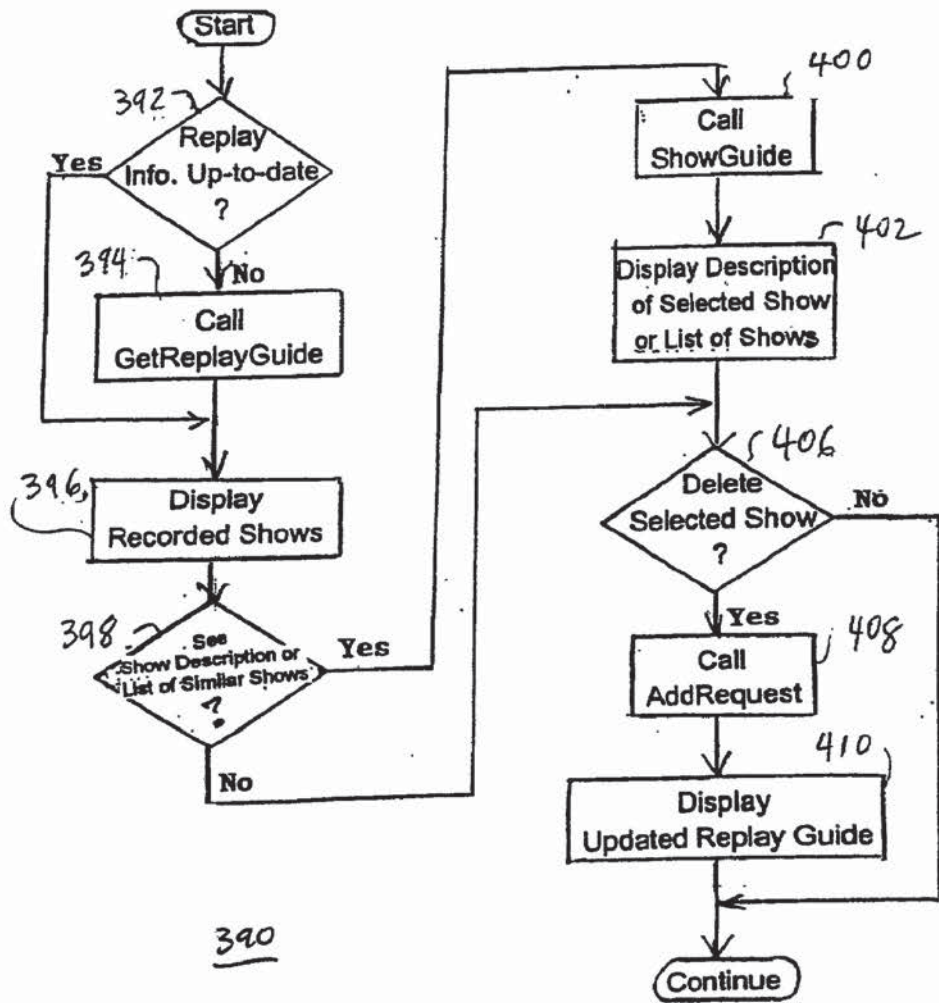 Start
392
Replay
Info. Up-to-date
?
Yes
No
394
Call
GetReplayGuide
396
Display
Recorded Shows
398
See
Show Description or
List of Similar Shows
?
Yes
No
400
Call
ShowGuide
402
Display Description
of Selected Show
or List of Shows
406
Delete
Selected Show
?
No
Yes
408
Call
AddRequest
410
Display
Updated Replay Guide
Continue
390